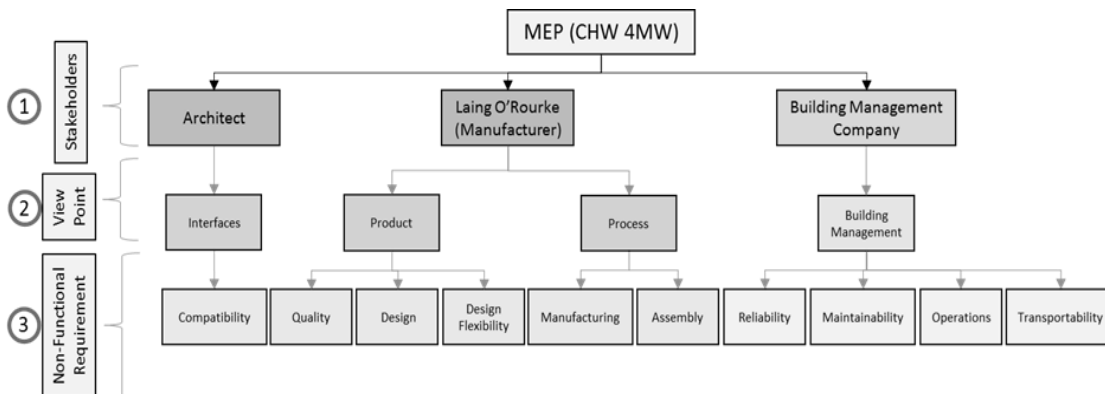 MEP (CHW 4MW)
1
Stakeholders
Architect
Laing O'Rourke
(Manufacturer)
Building Management
Company
2
View
Point
Interfaces
Product
Process
Building
Management
3
Non-Functional
Requirement
Compatibility
Quality
Design
Design
Flexibility
Manufacturing
Assembly
Reliability
Maintainability
Operations
Transportability